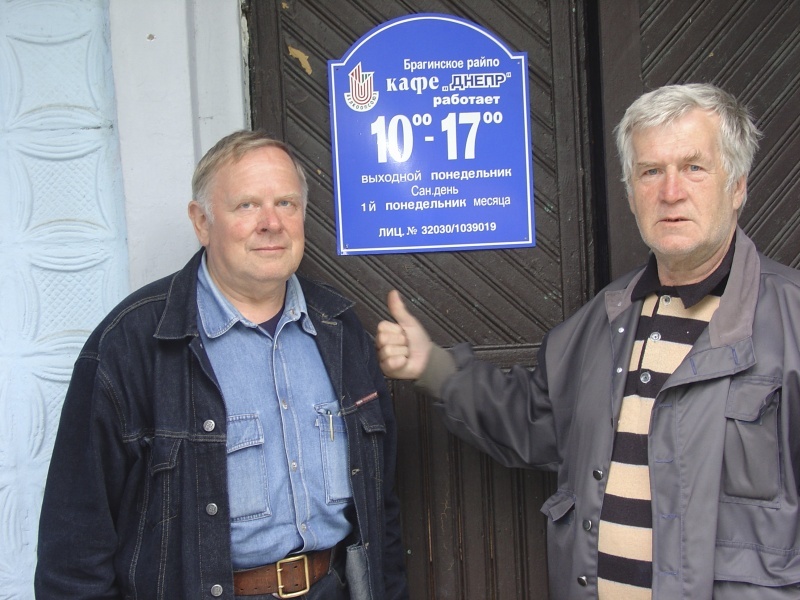 Брагинское райпо
кафе „ДНЕПР"
работает
10⁰⁰ - 17⁰⁰
ВЫХОДНОЙ понедельник
Сан.день
1й понедельник месяца
ЛИЦ. № 32030/1039019